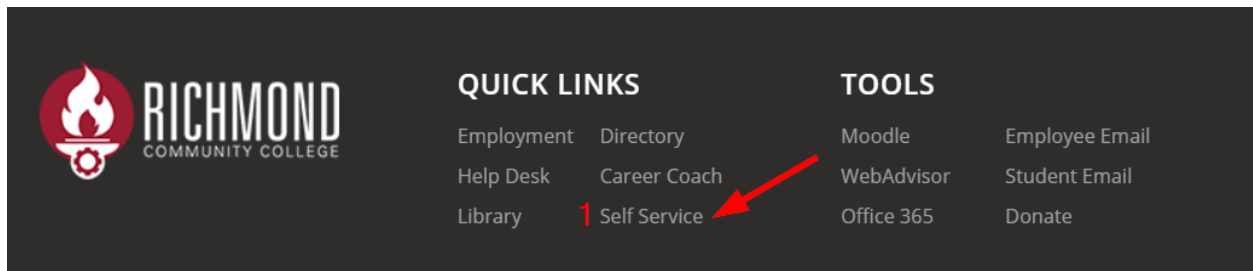 RICHMOND
COMMUNITY COLLEGE
QUICK LINKS
Employment Directory
Help Desk Career Coach
Library 1 Self Service
TOOLS
Moodle Employee Email
WebAdvisor Student Email
Office 365 Donate